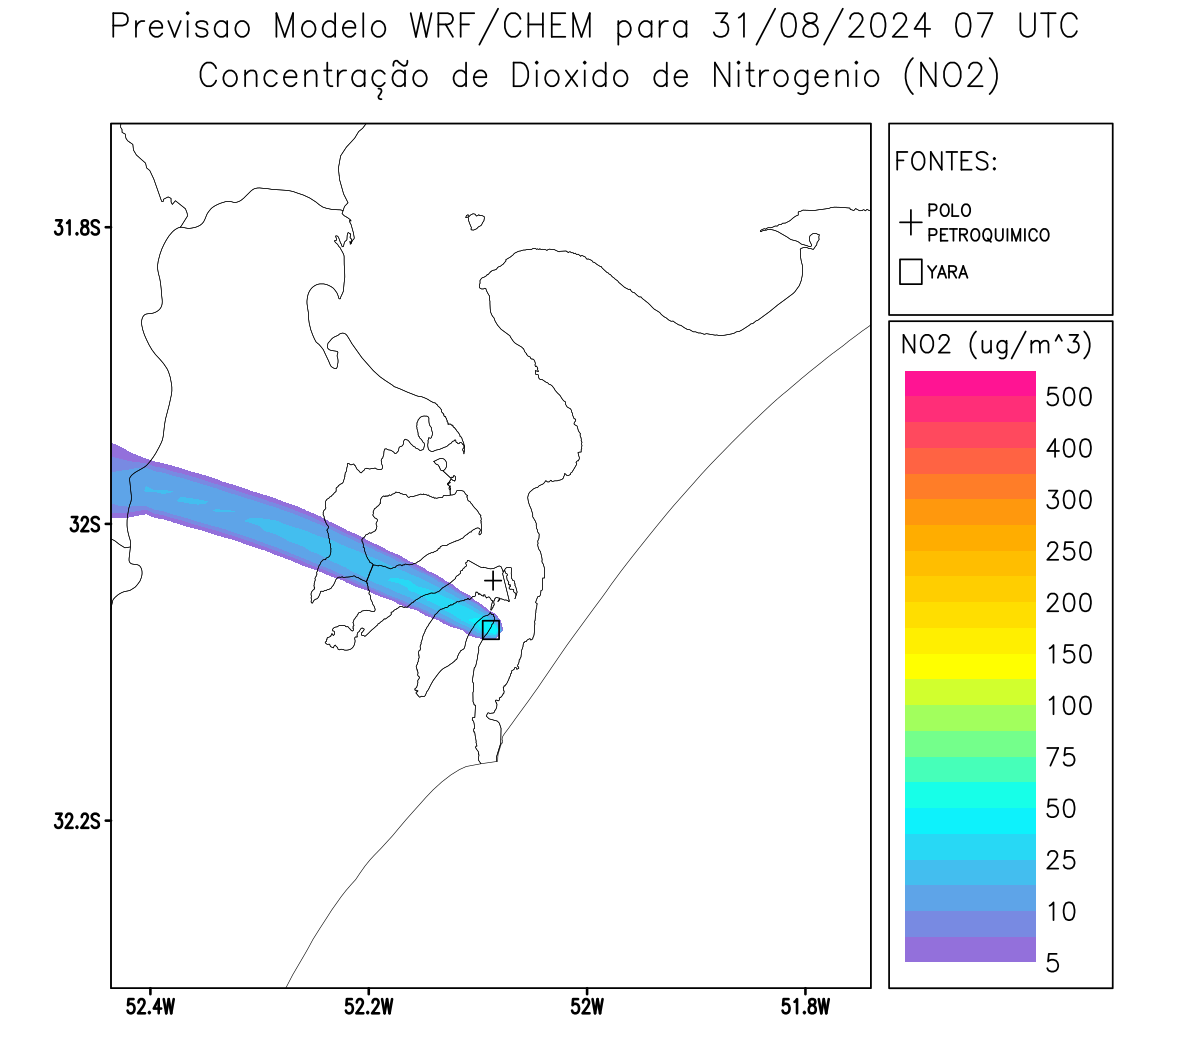 Previsao Modelo WRF/CHEM para 31/08/2024 07 UTC
Concentração de Dioxido de Nitrogenio (NO2)
FONTES:
POLO
PETROQUIMICO
YARA
31.8S
32S
32.2S
52.4W
52.2W
52W
51.8W
NO2 (ug/m^3)
500
400
300
250
200
150
100
75
50
25
10
5